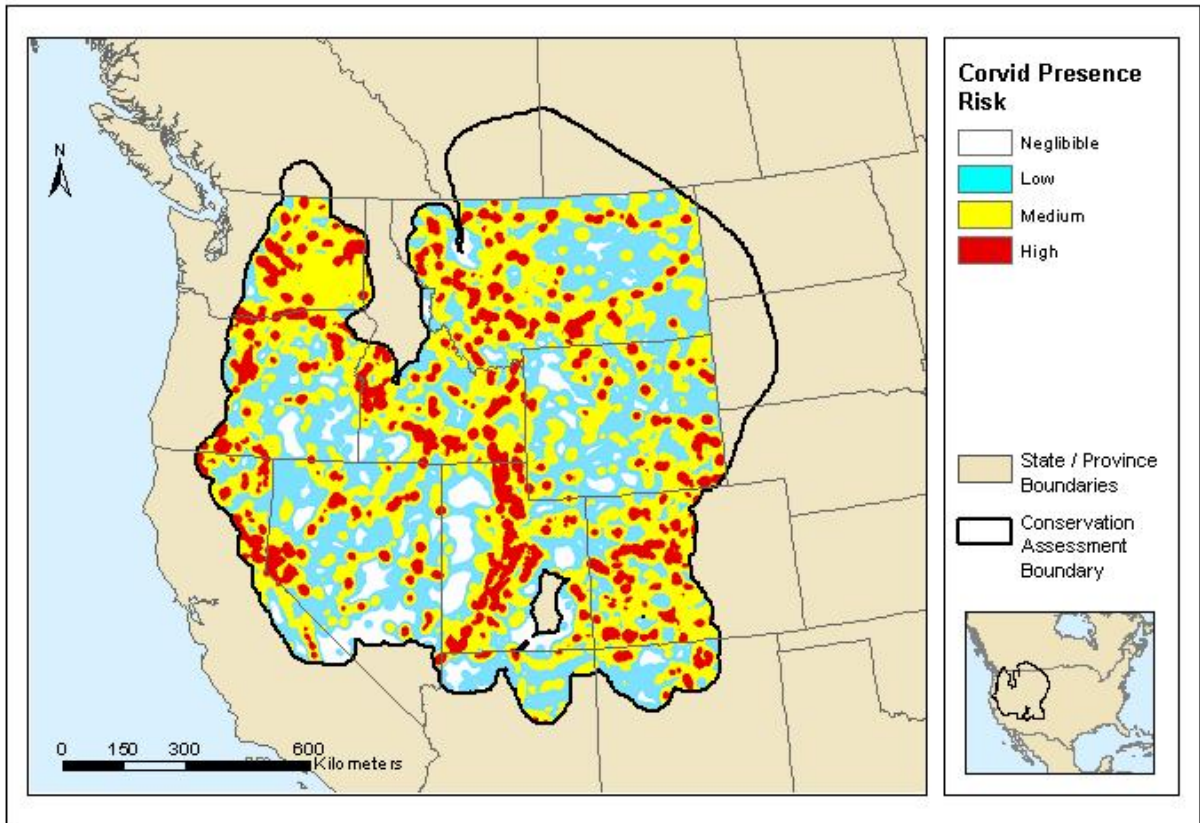 Corvid Presence
Risk
Neglibible
Low
Medium
High
State / Province
Boundaries
Conservation
Assessment
Boundary
N
0 150 300 600
Kilometers